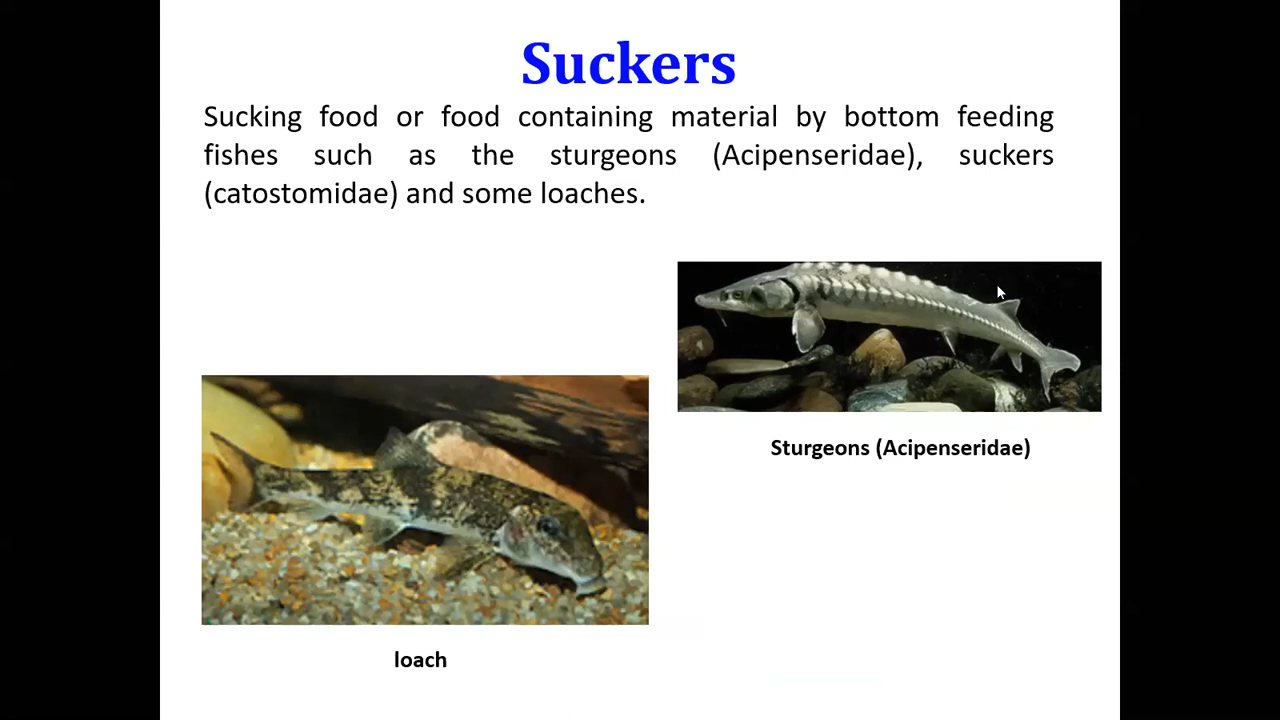 Suckers
Sucking food or food containing material by bottom feeding
fishes such as the sturgeons (Acipenseridae), suckers
(catostomidae) and some loaches.
Sturgeons (Acipenseridae)
loach